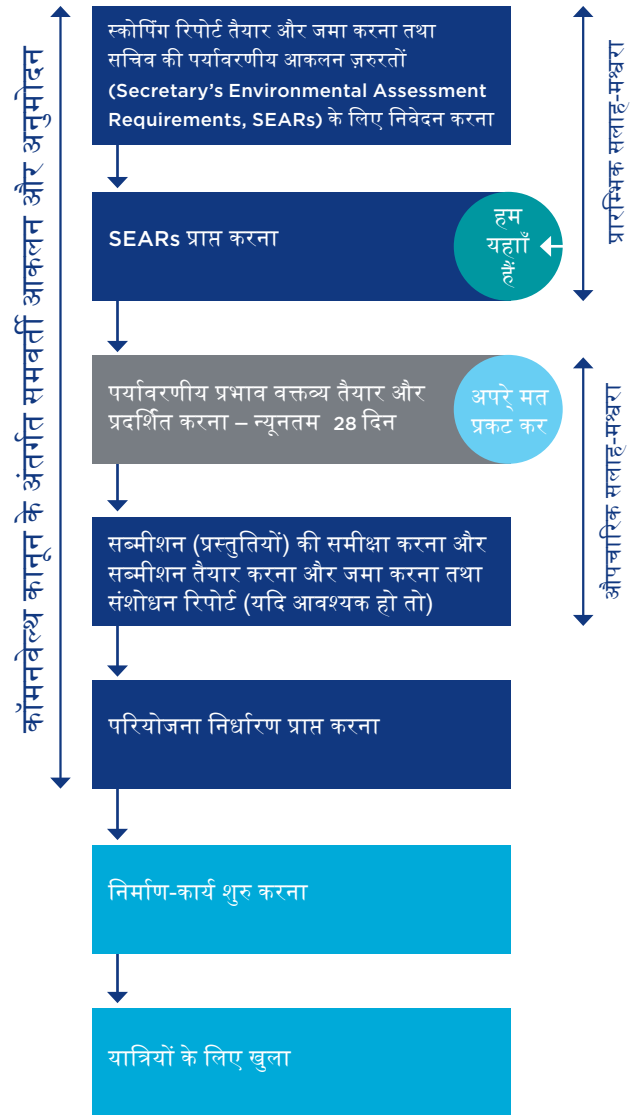 कॉमनवेल्थ कानून के अंतर्गत समवर्ती आकलन और अनुमोदन
स्कोपिंग रिपोर्ट तैयार और जमा करना तथा
सचिव की पर्यावरणीय आकलन ज़रुरतों
(Secretary’s Environmental Assessment
Requirements, SEARs) के लिए निवेदन करना
प्रारम्भिक सलाह-मश्वरा
SEARs प्राप्त करना
हम
यहााँ
हैं
पर्यावरणीय प्रभाव वक्तव्य तैयार और
प्रदर्शित करना – न्यूनतम 28 दिन
अपरे् मत
प्रकट कर
औपचारिक सलाह-मश्वरा
सब्मीशन (प्रस्तुतियों) की समीक्षा करना और
सब्मीशन तैयार करना और जमा करना तथा
संशोधन रिपोर्ट (यदि आवश्यक हो तो)
परियोजना निर्धारण प्राप्त करना
निर्माण-कार्य शुरु करना
यात्रियों के लिए खुला